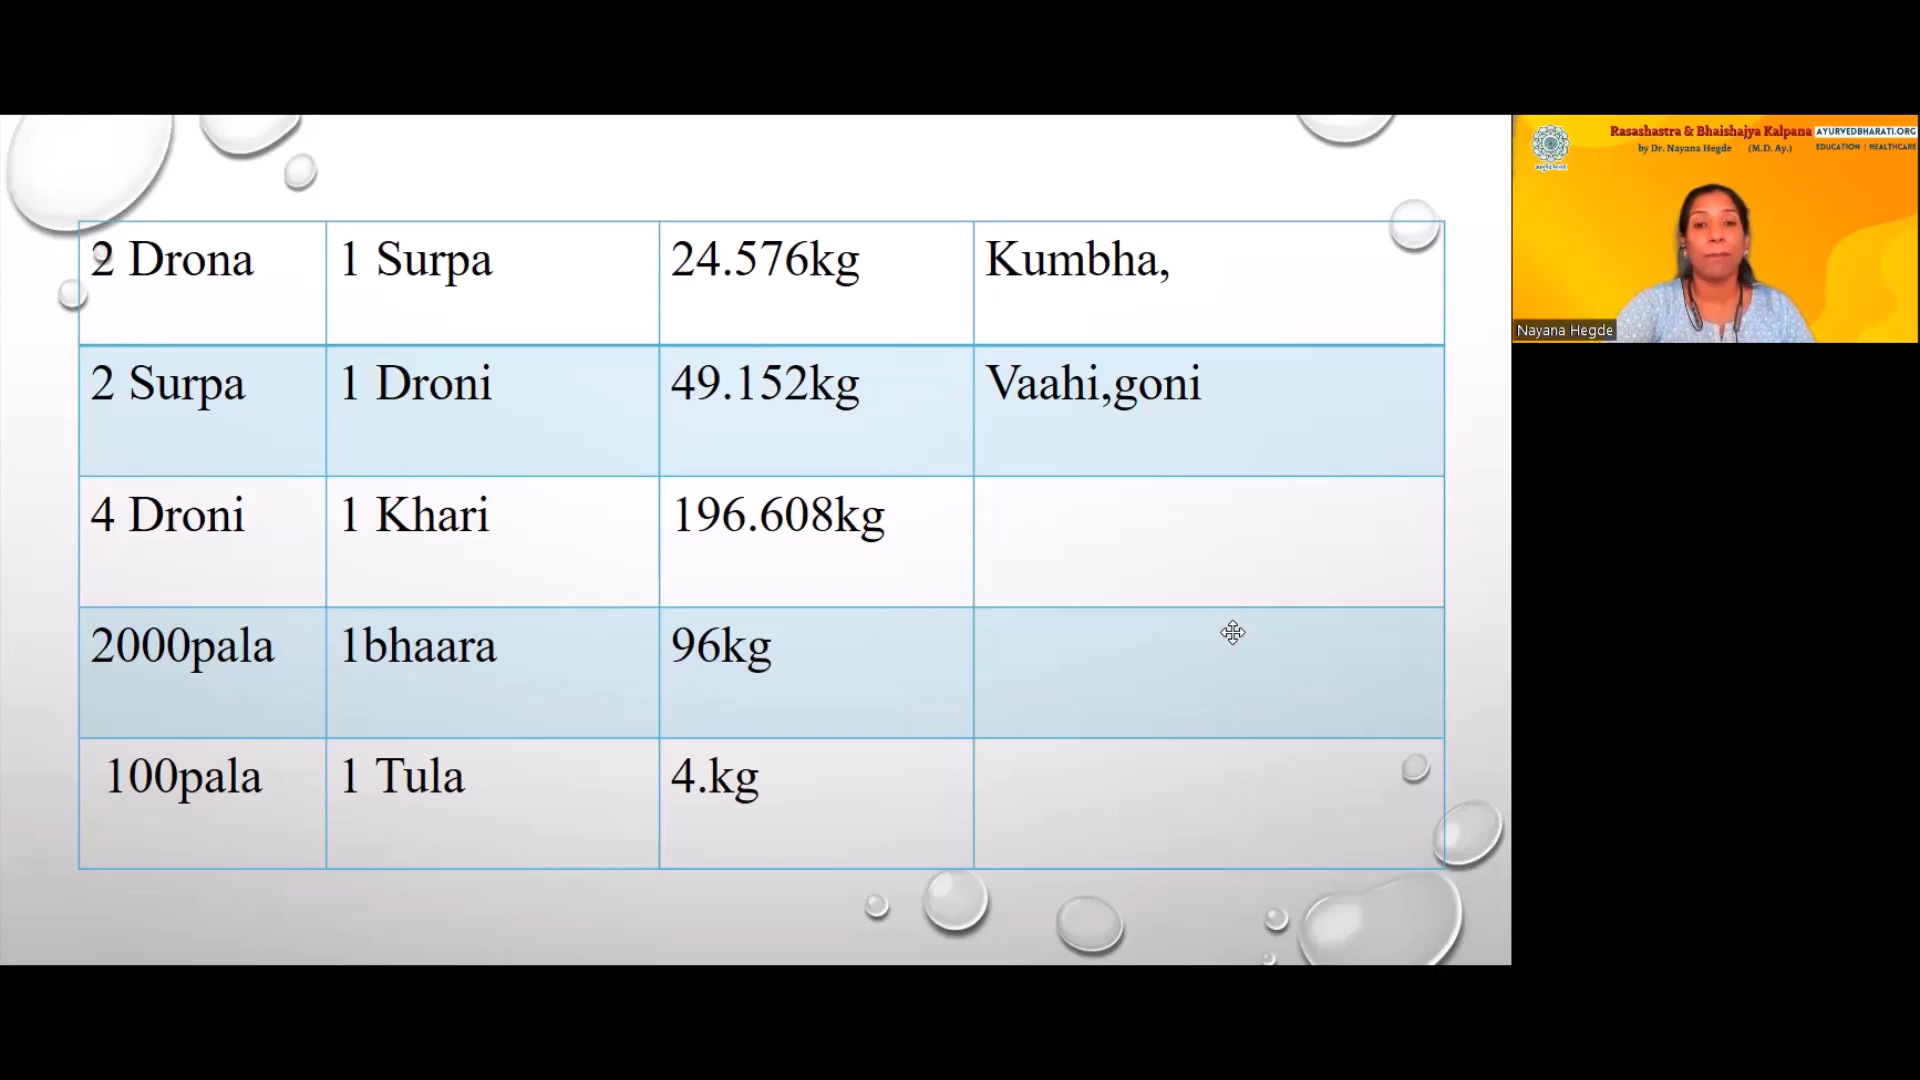 2 Drona 1 Surpa 24.576kg Kumbha,
2 Surpa 1 Droni 49.152kg Vaahi,goni
4 Droni 1 Khari 196.608kg
2000pala 1bhaara 96kg
100pala 1 Tula 4.kg
Rasashastra & Bhaishajya Kalpana
by Dr. Nayana Hegde (M.D. Ay.)
AYURVEDBHARATI.ORG
EDUCATION | HEALTHCARE
Nayana Hegde